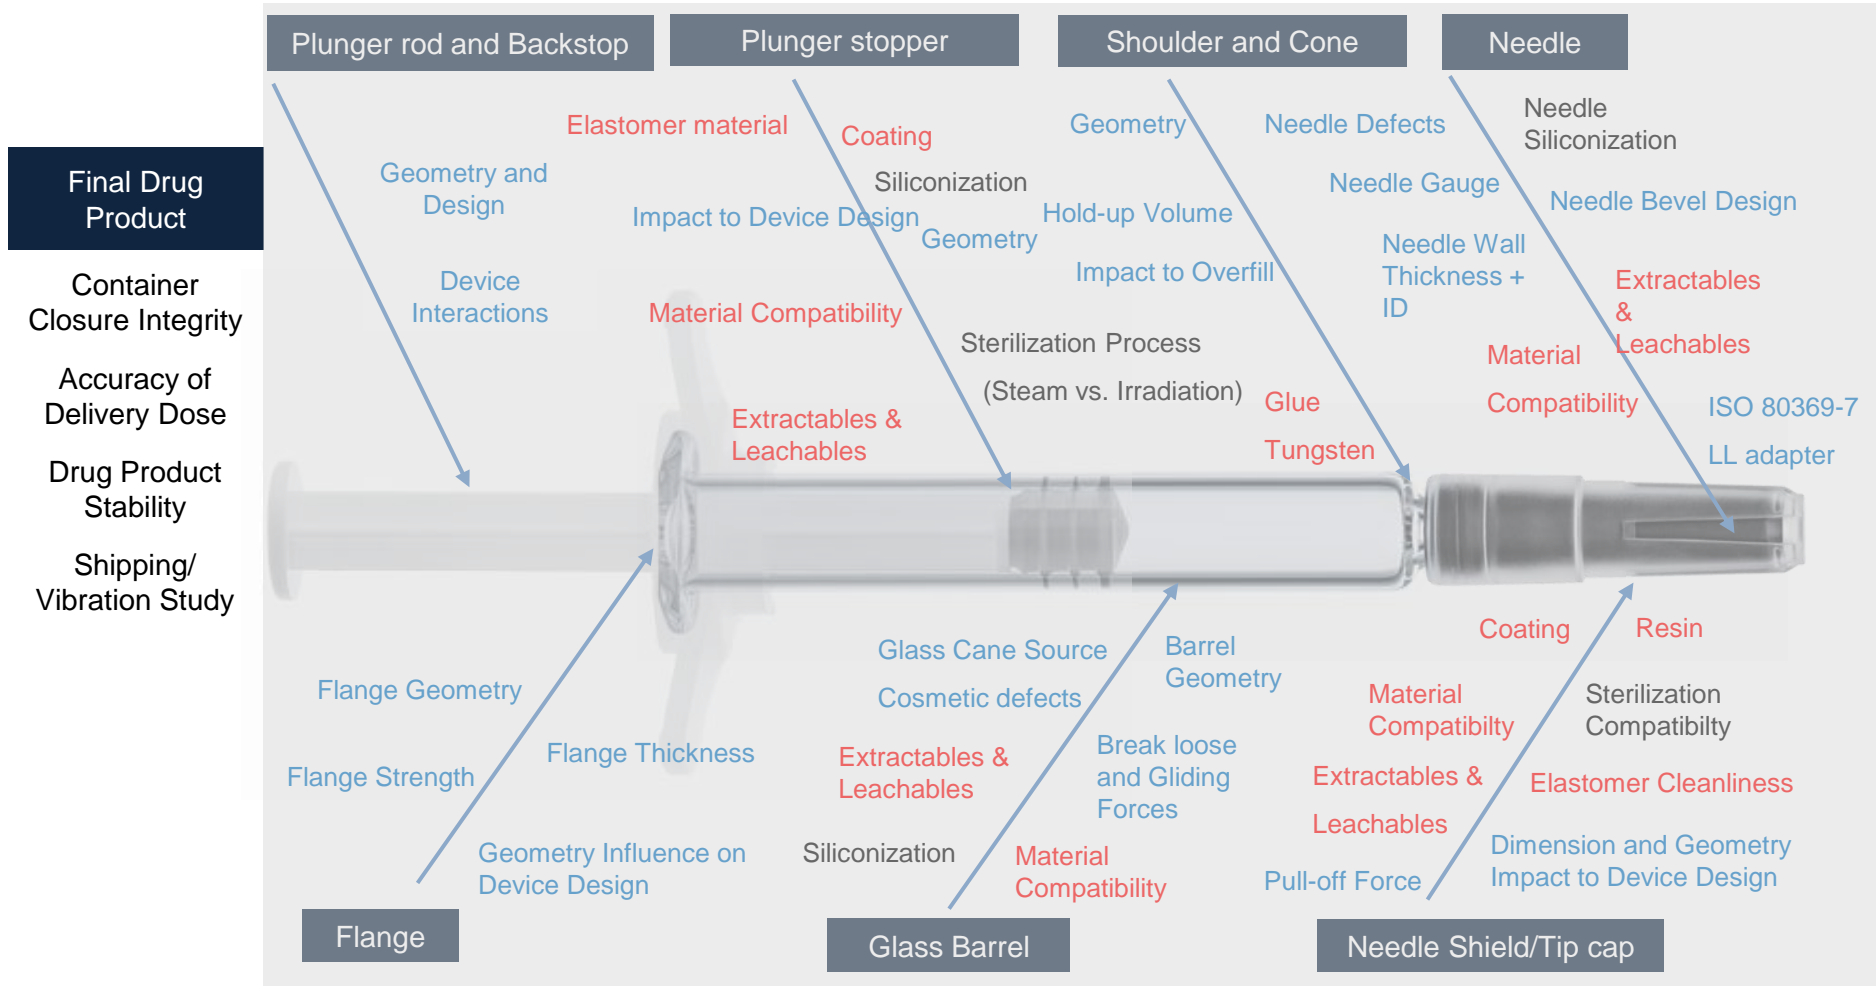 Plunger rod and Backstop
Plunger stopper
Shoulder and Cone
Needle
Final Drug
Product
Container
Closure Integrity
Accuracy of
Delivery Dose
Drug Product
Stability
Shipping/
Vibration Study
Geometry and
Design
Device
Interactions
Elastomer material
Coating
Siliconization
Impact to Device Design
Geometry
Material Compatibility
Sterilization Process
(Steam vs. Irradiation)
Extractables &
Leachables
Geometry
Hold-up Volume
Impact to Overfill
Glue
Tungsten
Needle Defects
Needle Gauge
Needle Wall
Thickness +
ID
Needle
Siliconization
Needle Bevel Design
Extractables
&
Leachables
Material
Compatibility
ISO 80369-7
LL adapter
Flange Geometry
Flange Strength
Flange Thickness
Geometry Influence on
Device Design
Flange
Glass Cane Source
Cosmetic defects
Barrel
Geometry
Extractables &
Leachables
Break loose
and Gliding
Forces
Siliconization
Material
Compatibility
Glass Barrel
Coating
Resin
Material
Compatibilty
Sterilization
Compatibilty
Extractables &
Leachables
Elastomer Cleanliness
Pull-off Force
Dimension and Geometry
Impact to Device Design
Needle Shield/Tip cap